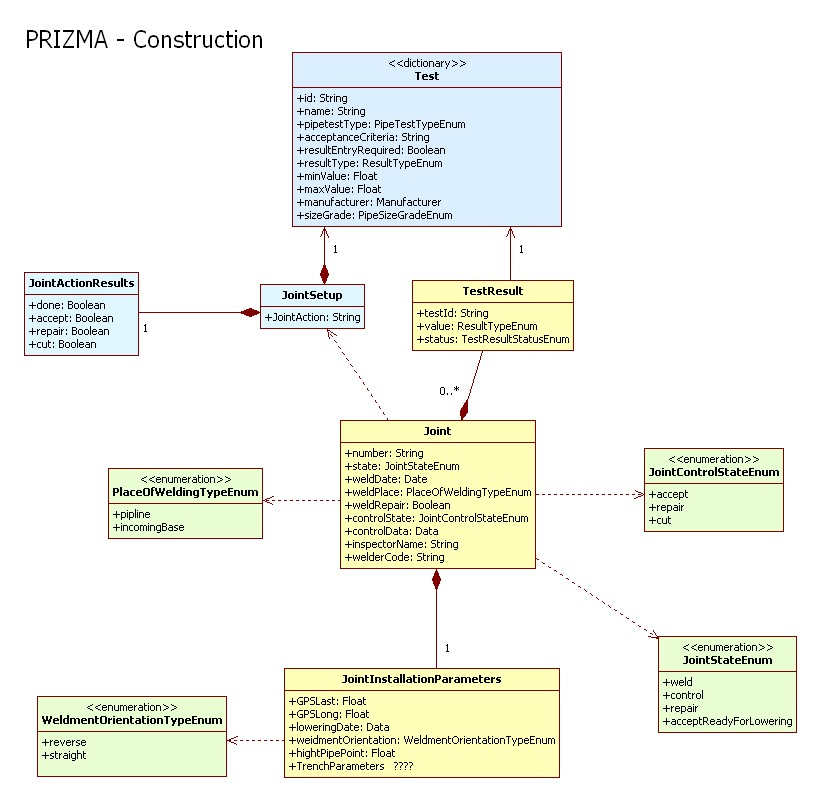 PRIZMA - Construction
<<dictionary>>
Test
+id: String
+name: String
+pipetestType: PipeTestTypeEnum
+acceptanceCriteria: String
+resultEntryRequired: Boolean
+resultType: ResultTypeEnum
+minValue: Float
+maxValue: Float
+manufacturer: Manufacturer
+sizeGrade: PipeSizeGradeEnum
1
1
JointActionResults
+done: Boolean
+accept: Boolean
+repair: Boolean
+cut: Boolean
1
JointSetup
+JointAction: String
TestResult
+testId: String
+value: ResultTypeEnum
+status: TestResultStatusEnum
0..*
Joint
+number: String
+state: JointStateEnum
+weldDate: Date
+weldPlace: PlaceOfWeldingTypeEnum
+weldRepair: Boolean
+controlState: JointControlStateEnum
+controlData: Data
+inspectorName: String
+welderCode: String
<<enumeration>>
PlaceOfWeldingTypeEnum
+pipline
+incomingBase
<<enumeration>>
JointControlStateEnum
+accept
+repair
+cut
1
<<enumeration>>
JointStateEnum
+weld
+control
+repair
+acceptReadyForLowering
JointInstallationParameters
+GPSLast: Float
+GPSLong: Float
+loweringDate: Data
+weidmentOrientation: WeldmentOrientationTypeEnum
+hightPipePoint: Float
+TrenchParameters ????
<<enumeration>>
WeldmentOrientationTypeEnum
+reverse
+straight